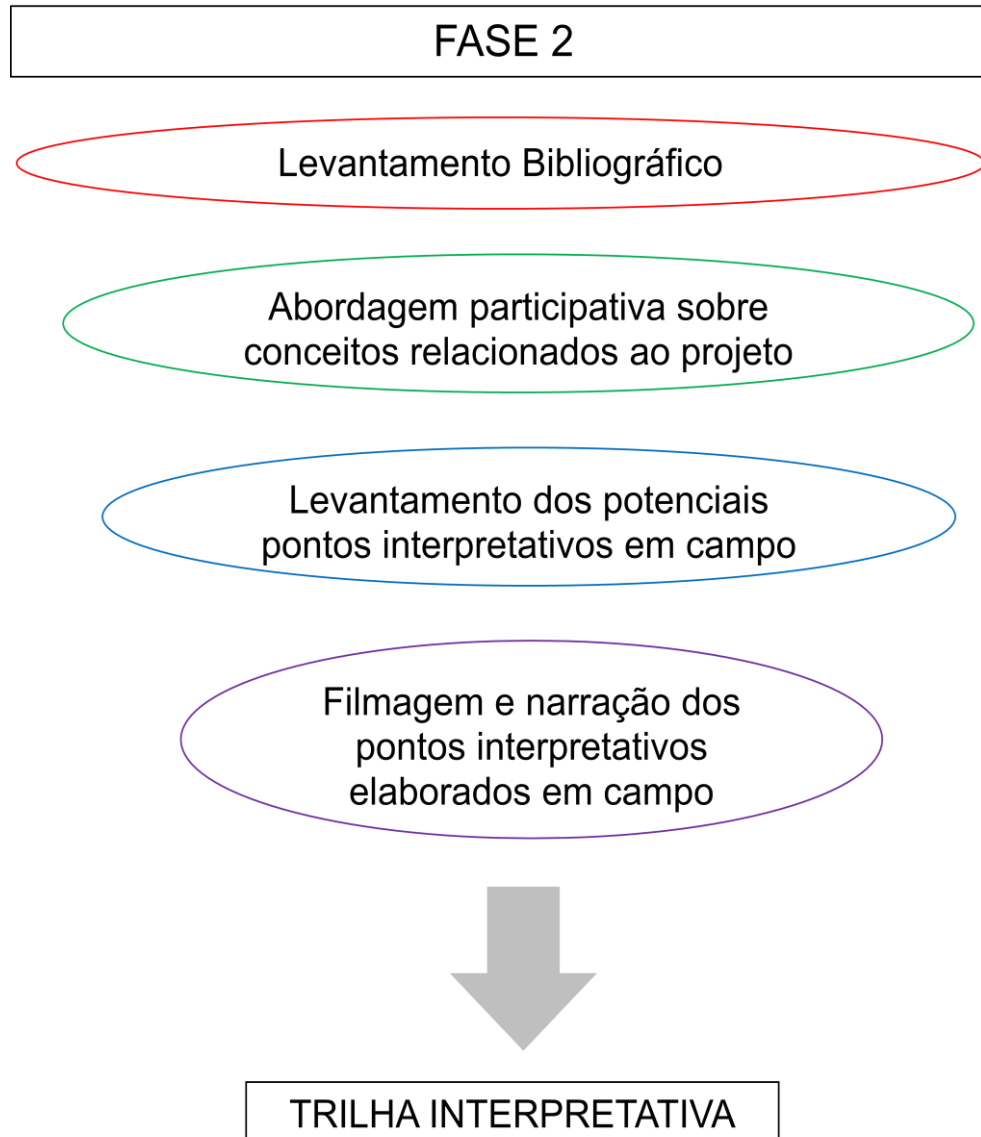 FASE 2
Levantamento Bibliográfico
Abordagem participativa sobre
conceitos relacionados ao projeto
Levantamento dos potenciais
pontos interpretativos em campo
Filmagem e narração dos
pontos interpretativos
elaborados em campo
TRILHA INTERPRETATIVA